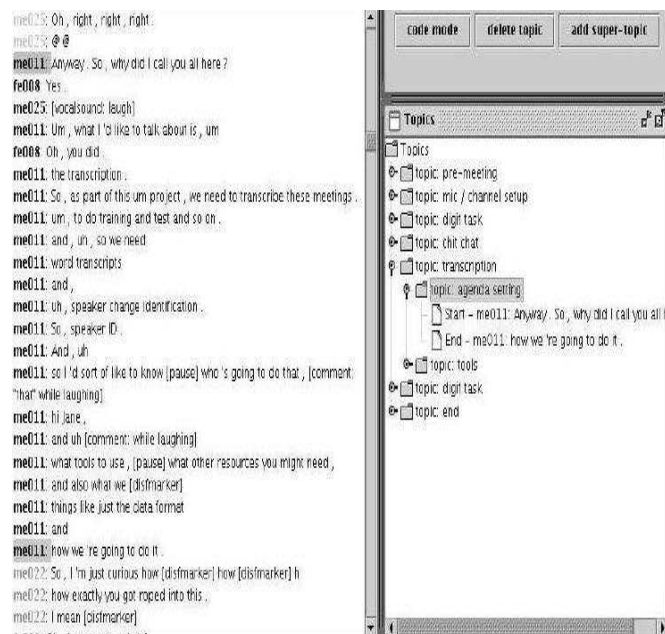 me025: Oh , right , right , right .
me025: @ @
me011: Anyway . So , why did I call you all here ?
fe008: Yes .
me025: [vocalsound: laugh]
me011: Um , what I 'd like to talk about is , um
fe008: Oh , you did .
me011: the transcription .
me011: So , as part of this um project , we need to transcribe these meetings .
me011: um , to do training and test and so on .
me011: and , uh , so we need
me011: word transcripts
me011: and ,
me011: uh , speaker change identification .
me011: So , speaker ID .
me011: And , uh
me011: so I 'd sort of like to know [pause] who 's going to do that , [comment:
"that" while laughing]
me011: hi Jane ,
me011: and uh [comment: while laughing]
me011: what tools to use , [pause] what other resources you might need ,
me011: and also what we [disfmarker]
me011: things like just the data format
me011: and
me011: how we 're going to do it .
me022: So , I 'm just curious how [disfmarker] how [disfmarker] h
me022: how exactly you got roped into this .
me022: I mean [disfmarker]
code mode
delete topic
add super-topic
Topics
Topics
topic: pre-meeting
topic: mic / channel setup
topic: digit task
topic: chit chat
topic: transcription
topic: agenda setting
Start - me011: Anyway . So , why did I call you all
End - me011: how we 're going to do it .
topic: tools
topic: digit task
topic: end